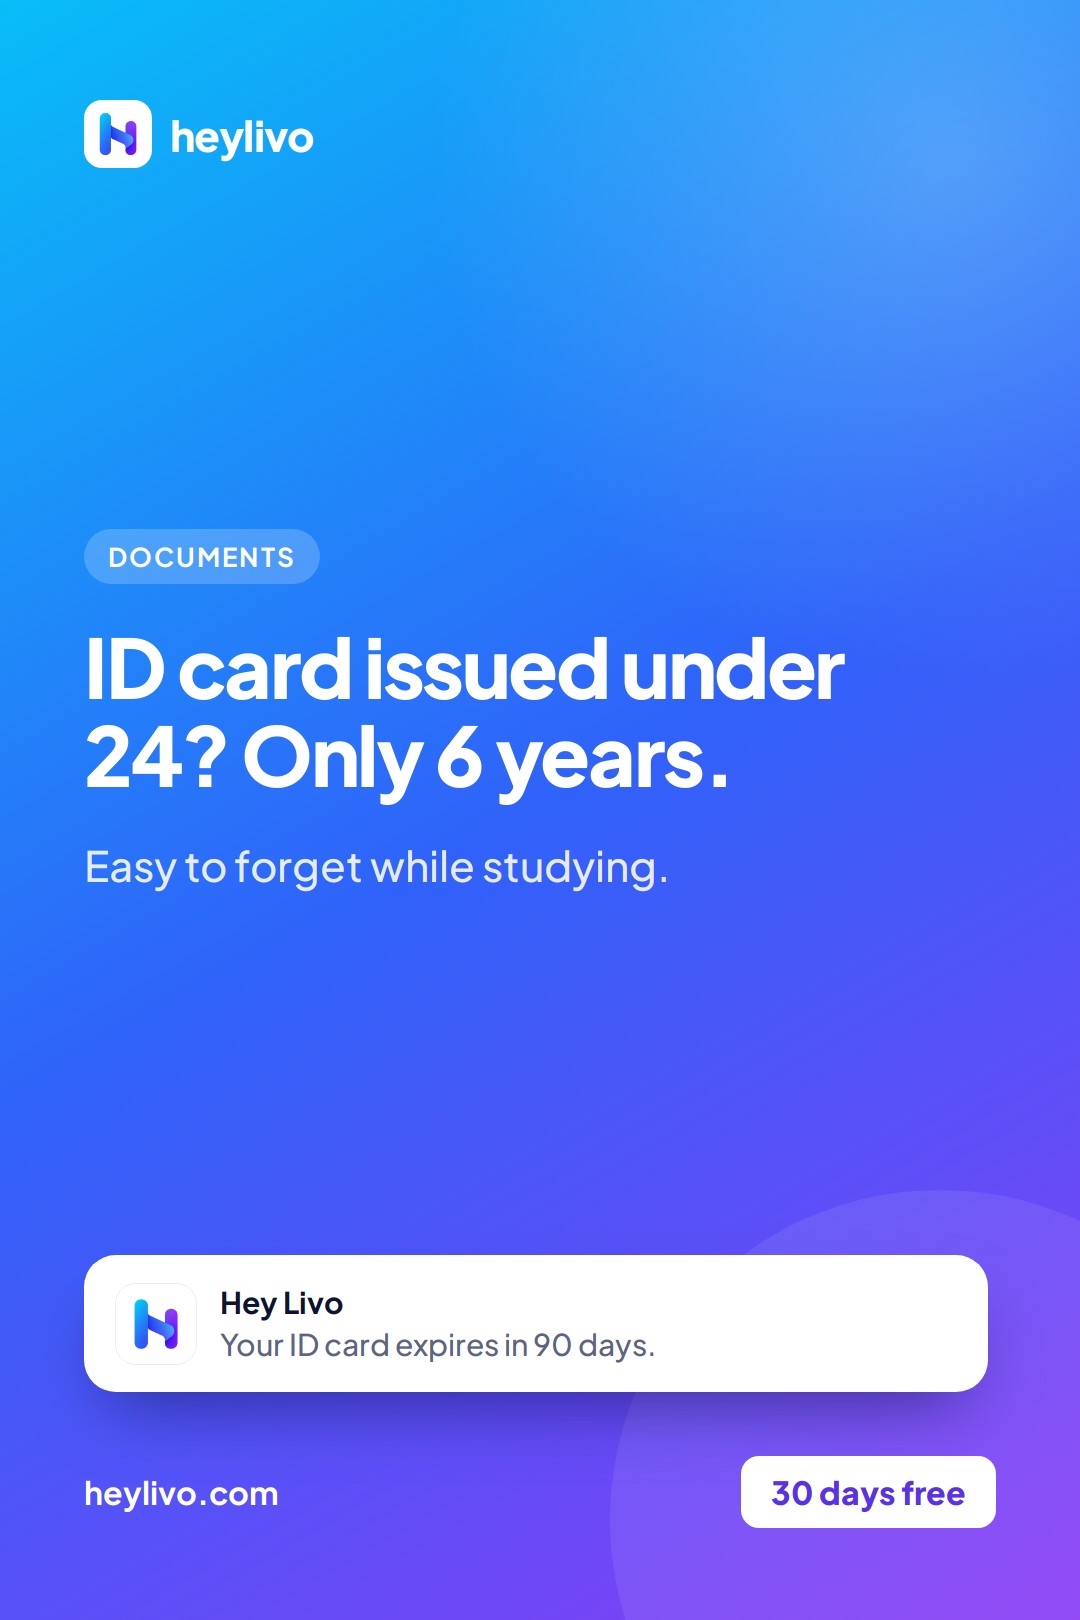 heylivo
DOCUMENTS
ID card issued under
24? Only 6 years.
Easy to forget while studying.
Hey Livo
Your ID card expires in 90 days.
heylivo.com
30 days free